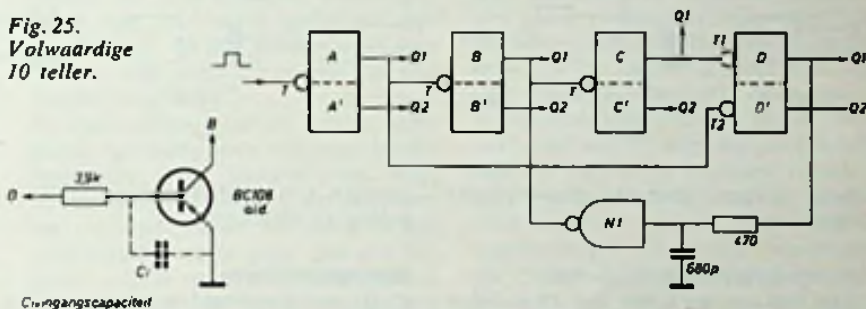 Fig. 25.
Volwaardige
10 teller.
A Q1 B Q1 C Q1 T1 D Q1
T T T
A' Q2 B' Q2 C' Q2 T2 D' Q2
B
D 3,9k BC108
N1 470
680p
Ci